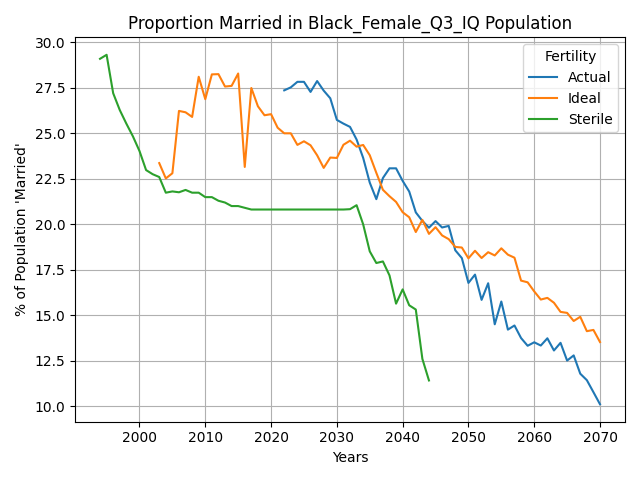 Proportion Married in Black_Female_Q3_IQ Population
30.0
27.5
25.0
22.5
20.0
17.5
15.0
12.5
10.0
% of Population 'Married'
Fertility
Actual
Ideal
Sterile
2000 2010 2020 2030 2040 2050 2060 2070
Years